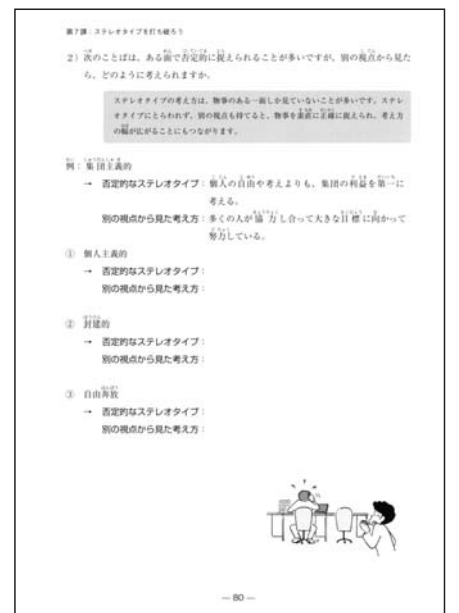 第7課：ステレオタイプを打ち破ろう
2）次のことばは、ある面で否定的に捉えられることが多いですが、別の視点から見た
ら、どのように考えられますか。
ステレオタイプの考え方は、物事のある一面しか見ていないことが多いです。ステレ
オタイプにとらわれず、別の視点も持てると、物事を素直に正確に捉えられ、考え方
の幅が広がることにもつながります。
例：集団主義的
→ 否定的なステレオタイプ：個人の自由や考えよりも、集団の利益を第一に
考える。
別の視点から見た考え方：多くの人が協力し合って大きな目標に向かって
努力している。
① 個人主義的
→ 否定的なステレオタイプ：
別の視点から見た考え方：
② 封建的
→ 否定的なステレオタイプ：
別の視点から見た考え方：
③ 自由奔放
→ 否定的なステレオタイプ：
別の視点から見た考え方：
— 80 —